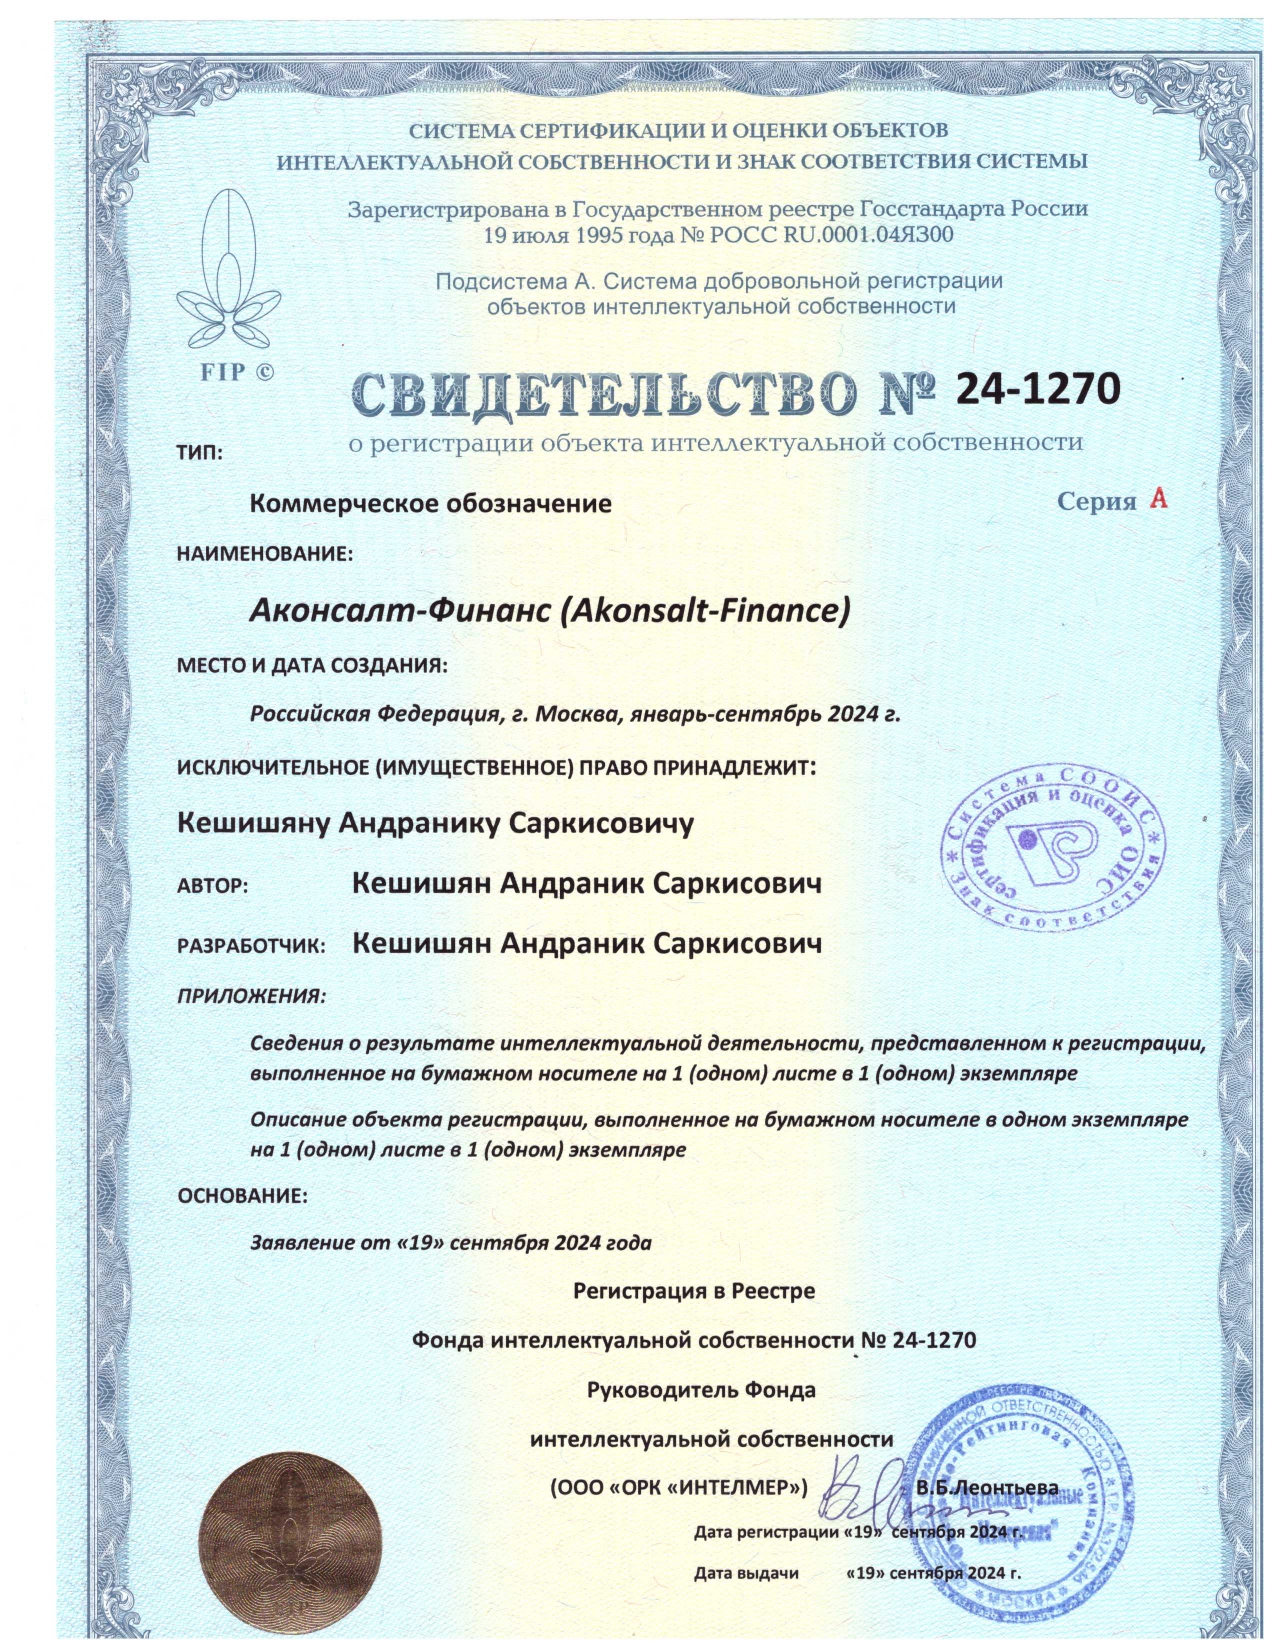 СИСТЕМА СЕРТИФИКАЦИИ И ОЦЕНКИ ОБЪЕКТОВ
ИНТЕЛЛЕКТУАЛЬНОЙ СОБСТВЕННОСТИ И ЗНАК СООТВЕТСТВИЯ СИСТЕМЫ
Зарегистрирована в Государственном реестре Госстандарта России
19 июля 1995 года № РОСС RU.0001.04ЯЗ00
Подсистема А. Система добровольной регистрации
объектов интеллектуальной собственности
FIP ©
СВИДЕТЕЛЬСТВО № 24-1270
о регистрации объекта интеллектуальной собственности
ТИП:
Коммерческое обозначение
Серия А
НАИМЕНОВАНИЕ:
Аконсалт-Финанс (Akonsalt-Finance)
МЕСТО И ДАТА СОЗДАНИЯ:
Российская Федерация, г. Москва, январь-сентябрь 2024 г.
ИСКЛЮЧИТЕЛЬНОЕ (ИМУЩЕСТВЕННОЕ) ПРАВО ПРИНАДЛЕЖИТ:
Кешишяну Андранику Саркисовичу
Система СООИС * Знак соответствия *
сертификация и оценка ОИС
АВТОР: Кешишян Андраник Саркисович
РАЗРАБОТЧИК: Кешишян Андраник Саркисович
ПРИЛОЖЕНИЯ:
Сведения о результате интеллектуальной деятельности, представленном к регистрации,
выполненное на бумажном носителе на 1 (одном) листе в 1 (одном) экземпляре
Описание объекта регистрации, выполненное на бумажном носителе в одном экземпляре
на 1 (одном) листе в 1 (одном) экземпляре
ОСНОВАНИЕ:
Заявление от «19» сентября 2024 года
Регистрация в Реестре
Фонда интеллектуальной собственности № 24-1270
Руководитель Фонда
интеллектуальной собственности
(ООО «ОРК «ИНТЕЛМЕР») В.Б.Леонтьева
Дата регистрации «19» сентября 2024 г.
Дата выдачи «19» сентября 2024 г.
ОТВЕТСТВЕННОСТЬЮ
Рейтинговая Компания
"Интеллектуальные
Измерения"
* МОСКВА *
FIP